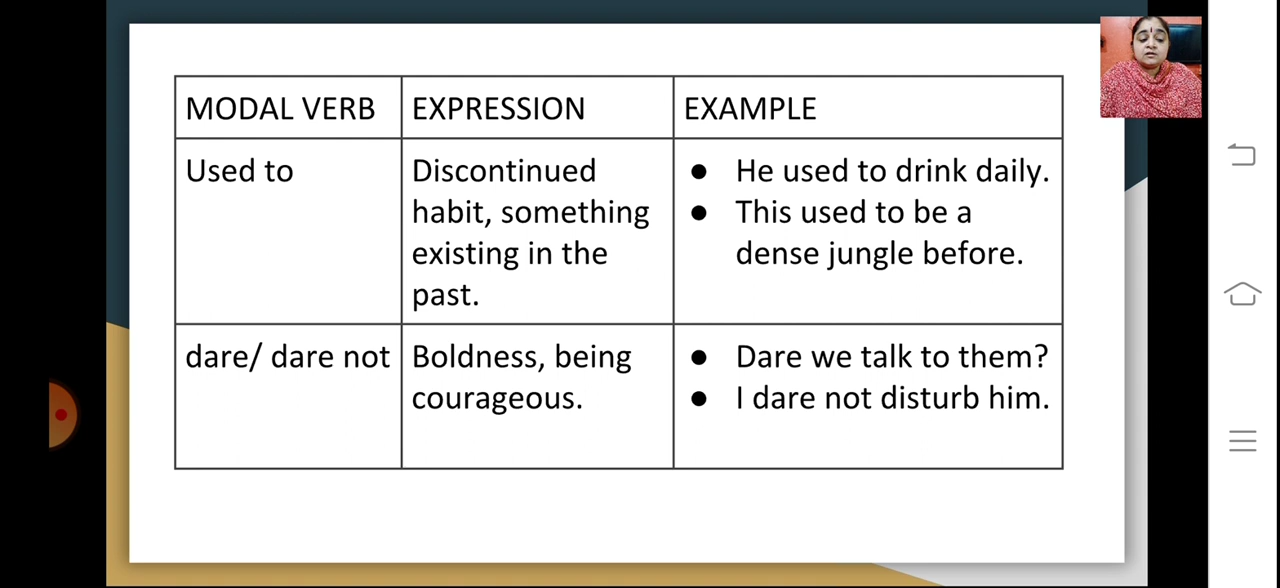 MODAL VERB
EXPRESSION
EXAMPLE
Used to
Discontinued
habit, something
existing in the
past.
● He used to drink daily.
● This used to be a
dense jungle before.
dare/ dare not
Boldness, being
courageous.
● Dare we talk to them?
● I dare not disturb him.